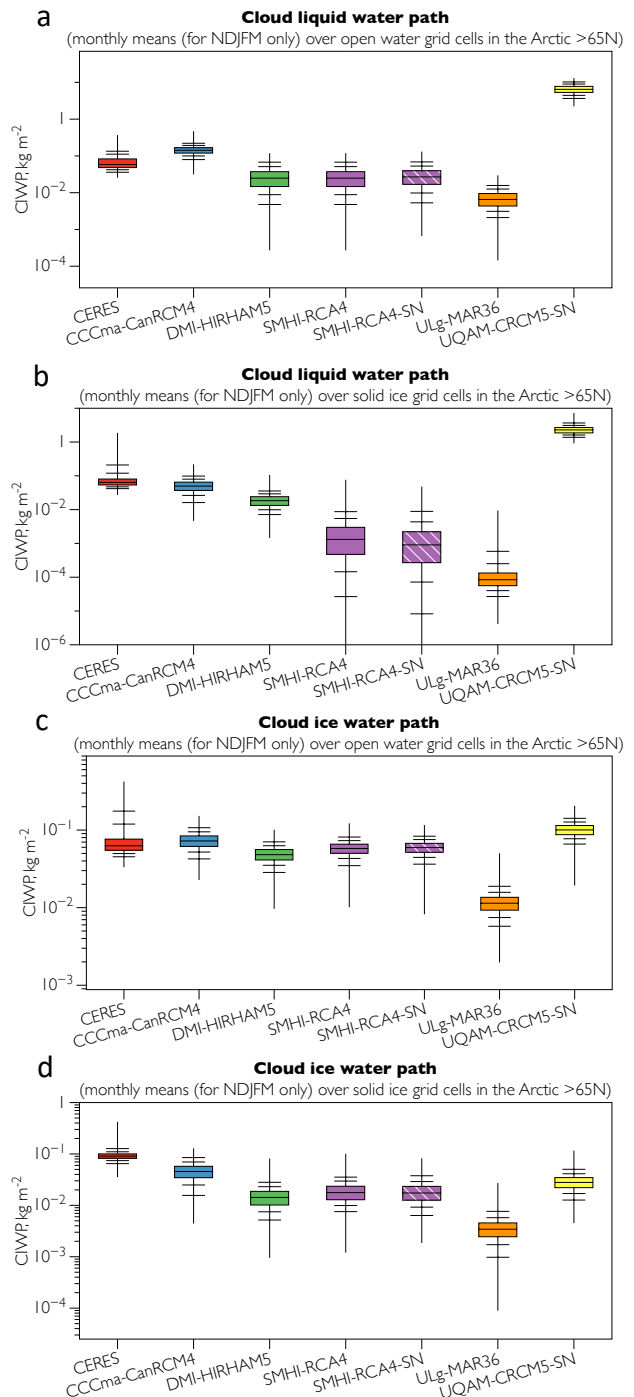 a
Cloud liquid water path
(monthly means (for NDJFM only) over open water grid cells in the Arctic >65N)
CIWP, kg m⁻²
1
10⁻²
10⁻⁴
CERES
CCCma-CanRCM4
DMI-HIRHAM5
SMHI-RCA4
SMHI-RCA4-SN
ULg-MAR36
UQAM-CRCM5-SN
b
Cloud liquid water path
(monthly means (for NDJFM only) over solid ice grid cells in the Arctic >65N)
CIWP, kg m⁻²
1
10⁻²
10⁻⁴
10⁻⁶
CERES
CCCma-CanRCM4
DMI-HIRHAM5
SMHI-RCA4
SMHI-RCA4-SN
ULg-MAR36
UQAM-CRCM5-SN
c
Cloud ice water path
(monthly means (for NDJFM only) over open water grid cells in the Arctic >65N)
CIWP, kg m⁻²
10⁻¹
10⁻²
10⁻³
CERES
CCCma-CanRCM4
DMI-HIRHAM5
SMHI-RCA4
SMHI-RCA4-SN
ULg-MAR36
UQAM-CRCM5-SN
d
Cloud ice water path
(monthly means (for NDJFM only) over solid ice grid cells in the Arctic >65N)
CIWP, kg m⁻²
1
10⁻¹
10⁻²
10⁻³
10⁻⁴
CERES
CCCma-CanRCM4
DMI-HIRHAM5
SMHI-RCA4
SMHI-RCA4-SN
ULg-MAR36
UQAM-CRCM5-SN